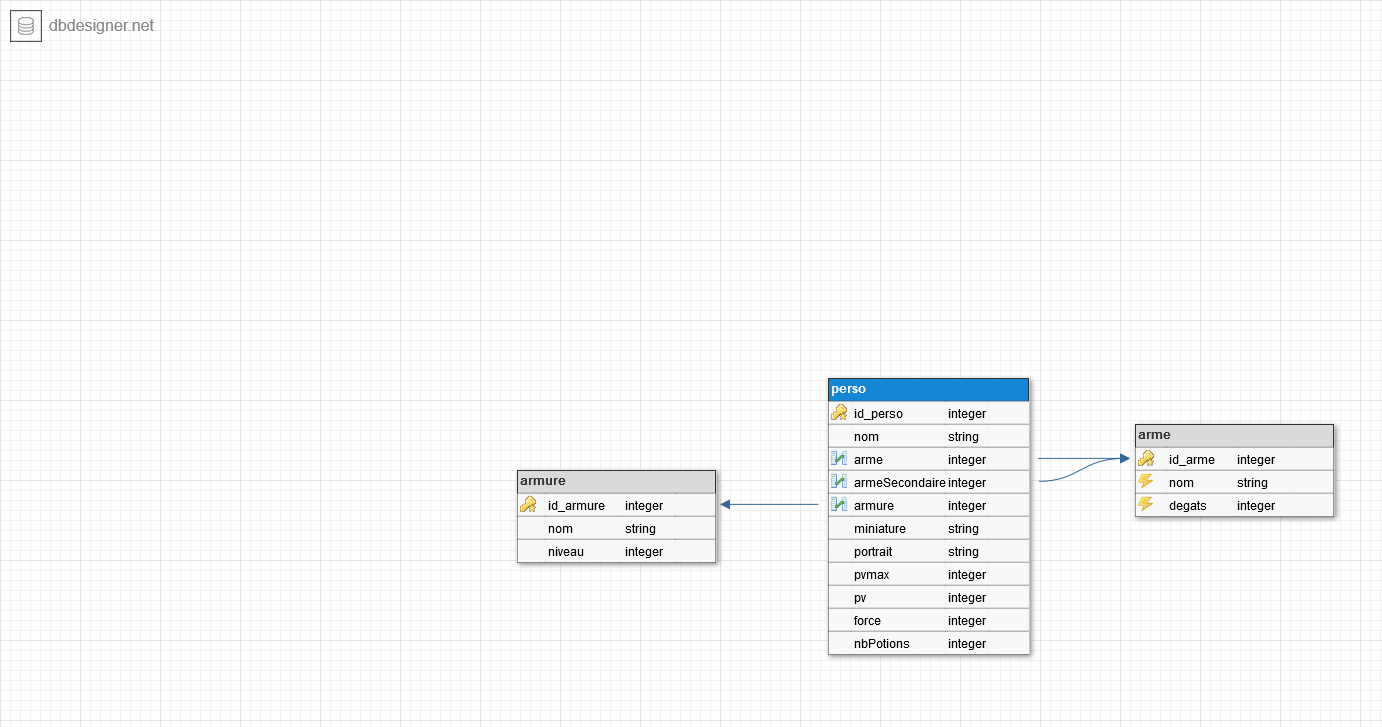 dbdesigner.net
armure
id_armure integer
nom string
niveau integer
perso
id_perso integer
nom string
arme integer
armeSecondaire integer
armure integer
miniature string
portrait string
pvmax integer
pv integer
force integer
nbPotions integer
arme
id_arme integer
nom string
degats integer